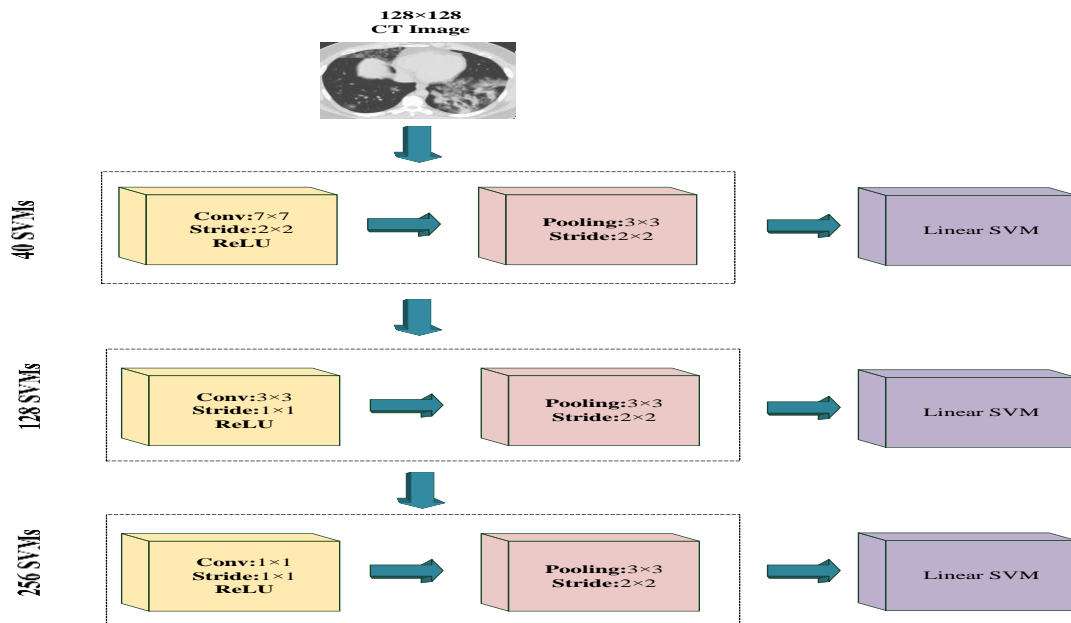 128×128
CT Image
40 SVMs
Conv:7×7
Stride:2×2
ReLU
Pooling:3×3
Stride:2×2
Linear SVM
128 SVMs
Conv:3×3
Stride:1×1
ReLU
Pooling:3×3
Stride:2×2
Linear SVM
256 SVMs
Conv:1×1
Stride:1×1
ReLU
Pooling:3×3
Stride:2×2
Linear SVM